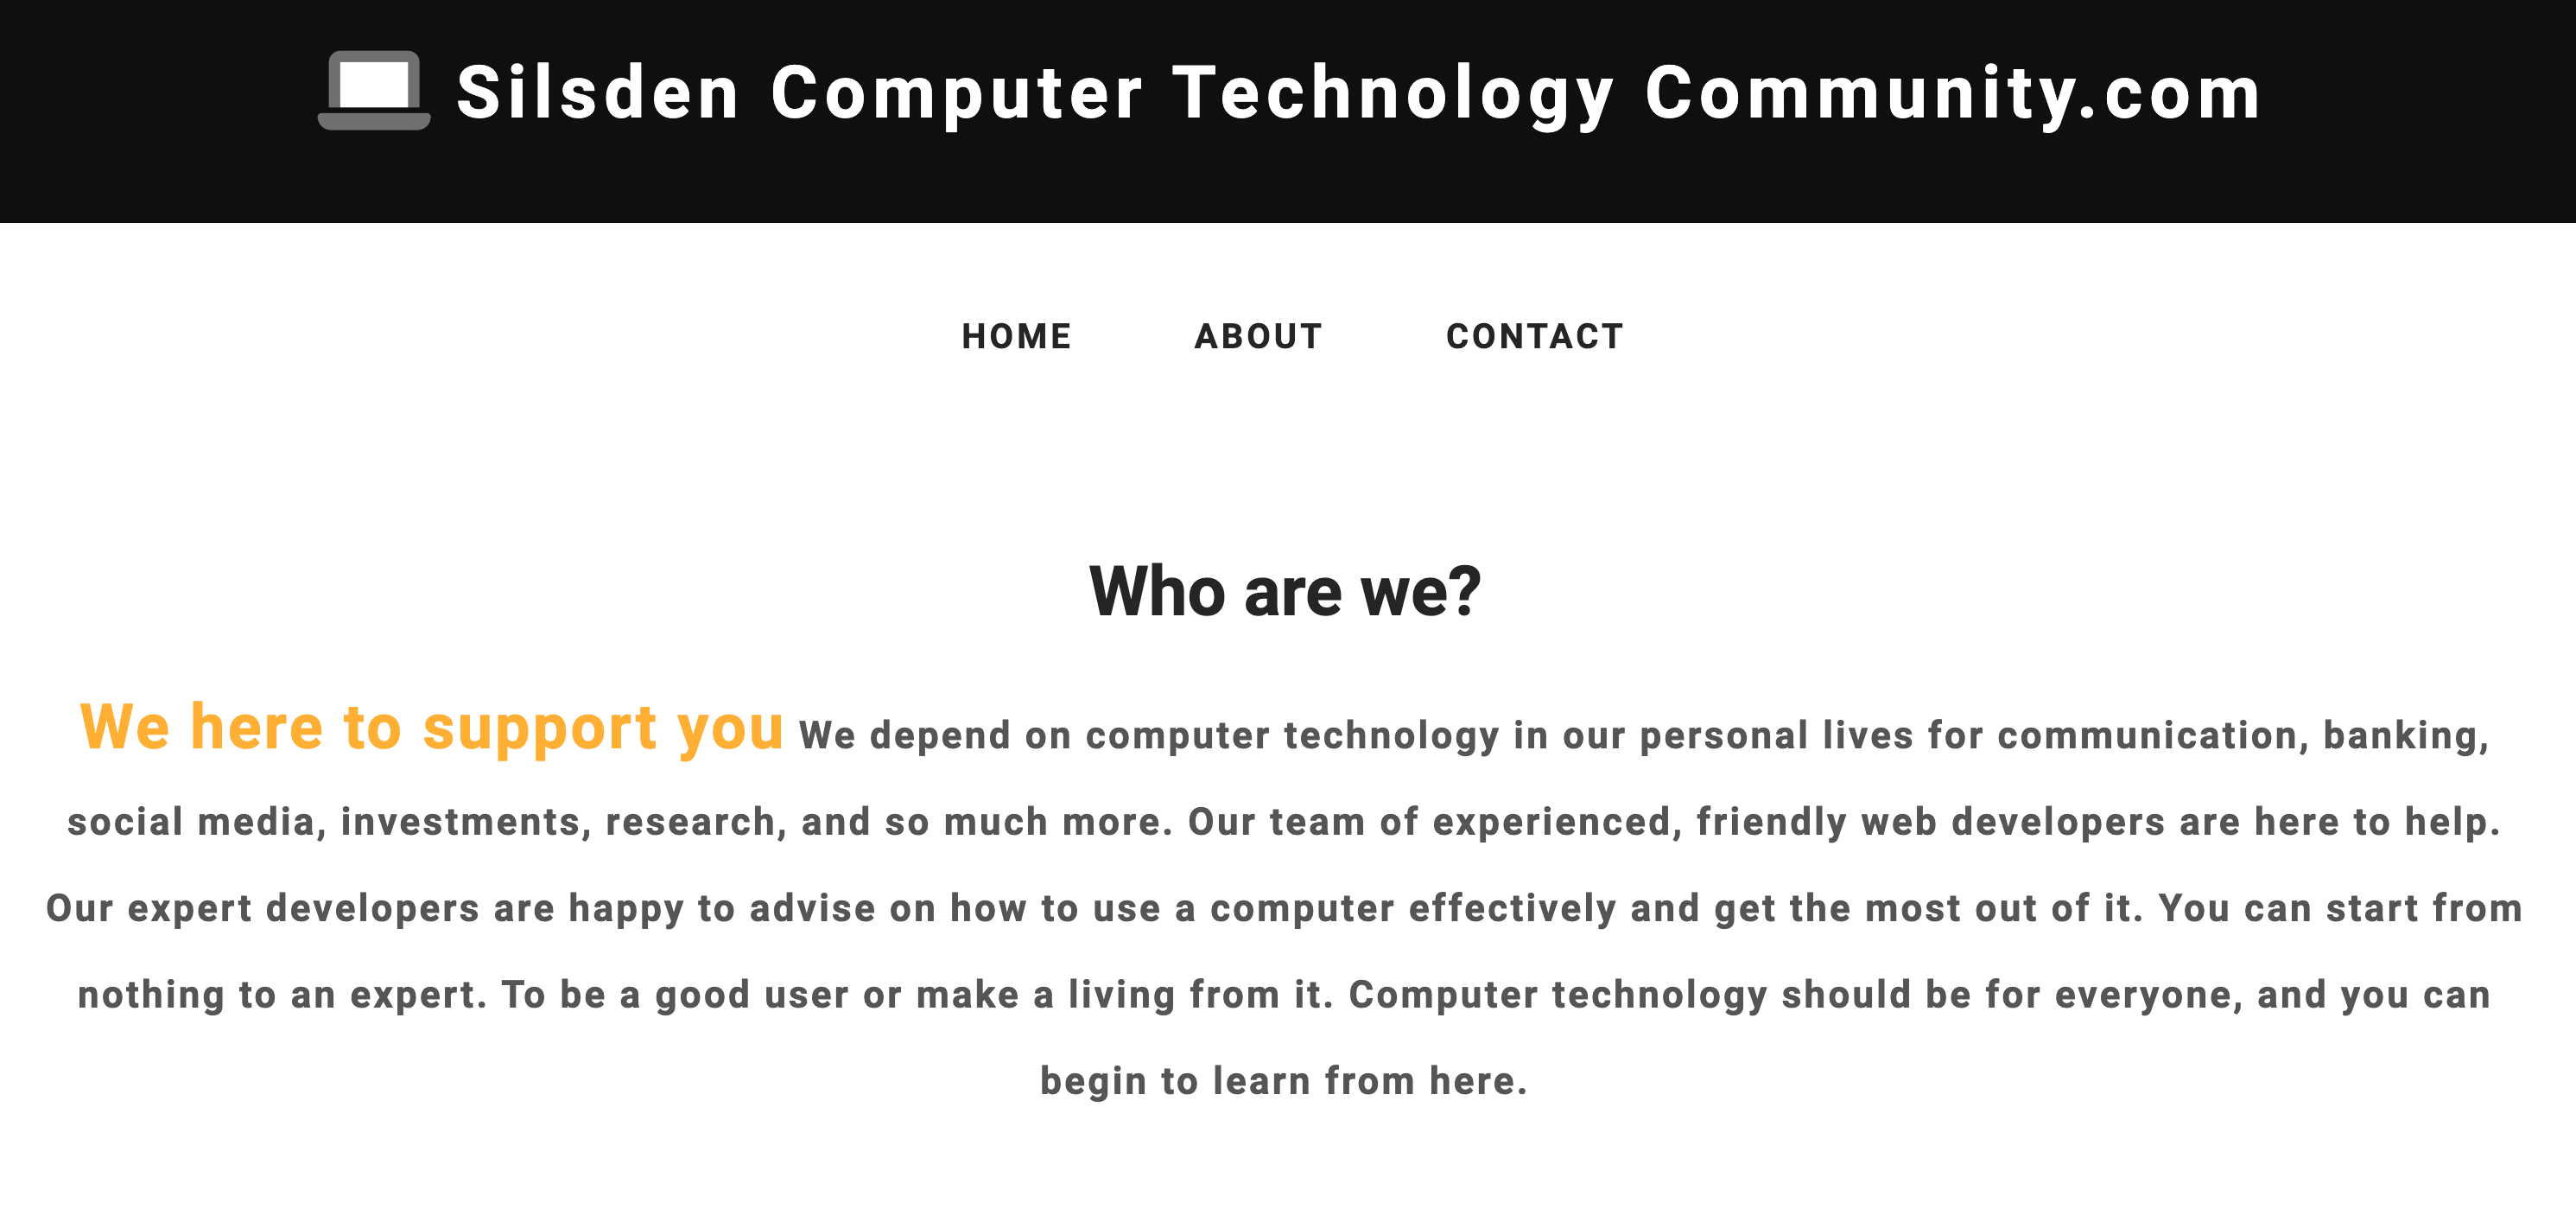 Silsden Computer Technology Community.com
HOME ABOUT CONTACT
Who are we?
We here to support you We depend on computer technology in our personal lives for communication, banking,
social media, investments, research, and so much more. Our team of experienced, friendly web developers are here to help.
Our expert developers are happy to advise on how to use a computer effectively and get the most out of it. You can start from
nothing to an expert. To be a good user or make a living from it. Computer technology should be for everyone, and you can
begin to learn from here.